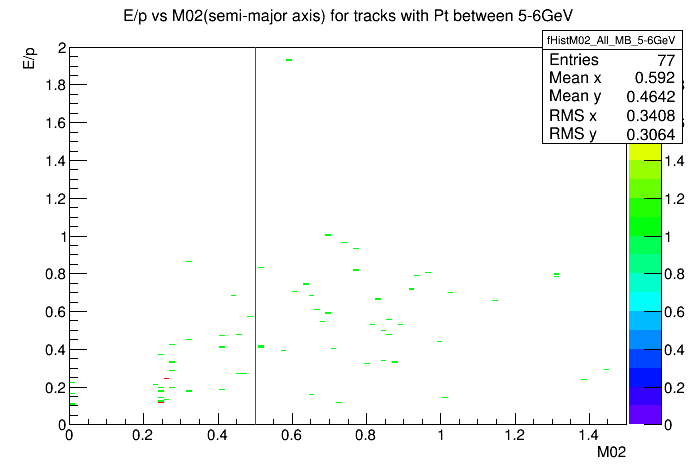 E/p vs M02(semi-major axis) for tracks with Pt between 5-6GeV
fHistM02_All_MB_5-6GeV
Entries 77
Mean x 0.592
Mean y 0.4642
RMS x 0.3408
RMS y 0.3064
E/p
2
1.8
1.6
1.4
1.2
1
0.8
0.6
0.4
0.2
0
1.4
1.2
1
0.8
0.6
0.4
0.2
0
0 0.2 0.4 0.6 0.8 1 1.2 1.4
M02